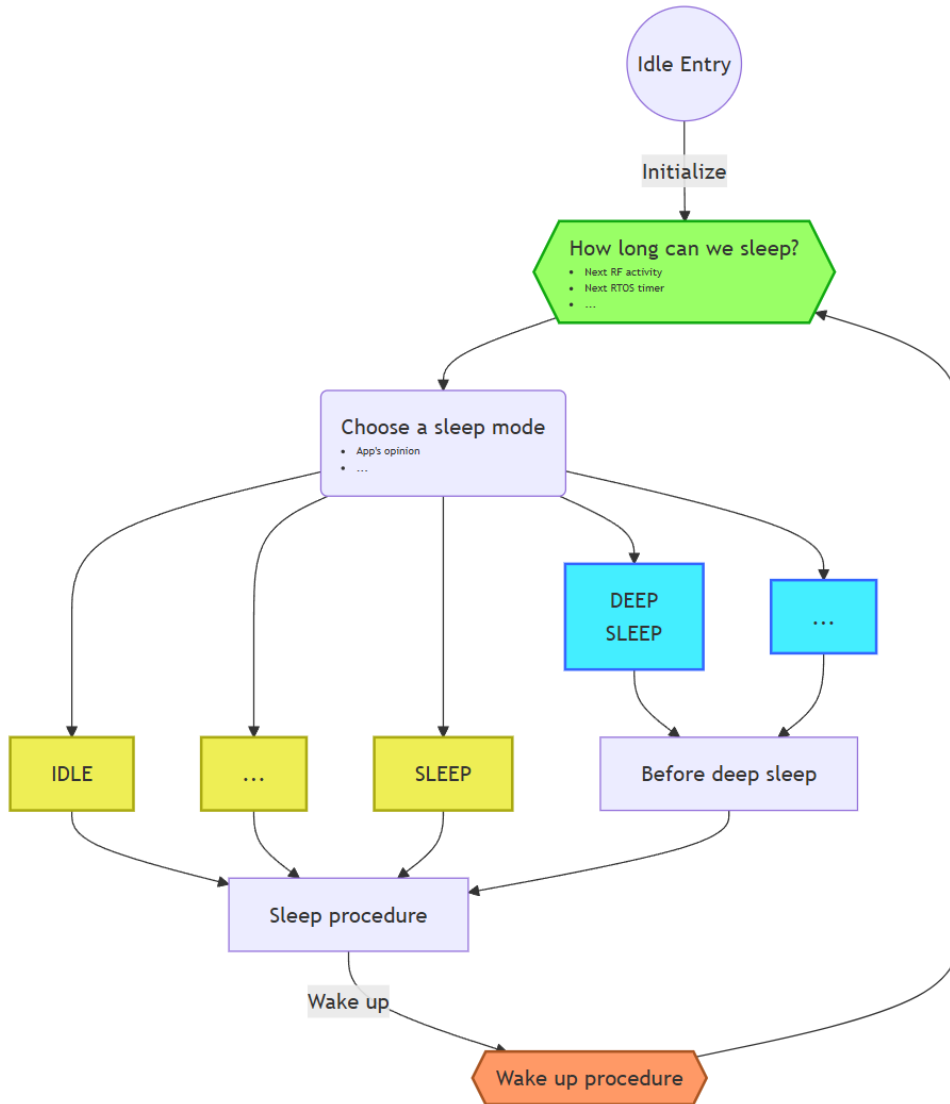 Idle Entry
Initialize
How long can we sleep?
• Next RF activity
• Next RTOS timer
• ...
Choose a sleep mode
• App's opinion
• ...
DEEP
SLEEP
...
IDLE
...
SLEEP
Before deep sleep
Sleep procedure
Wake up
Wake up procedure